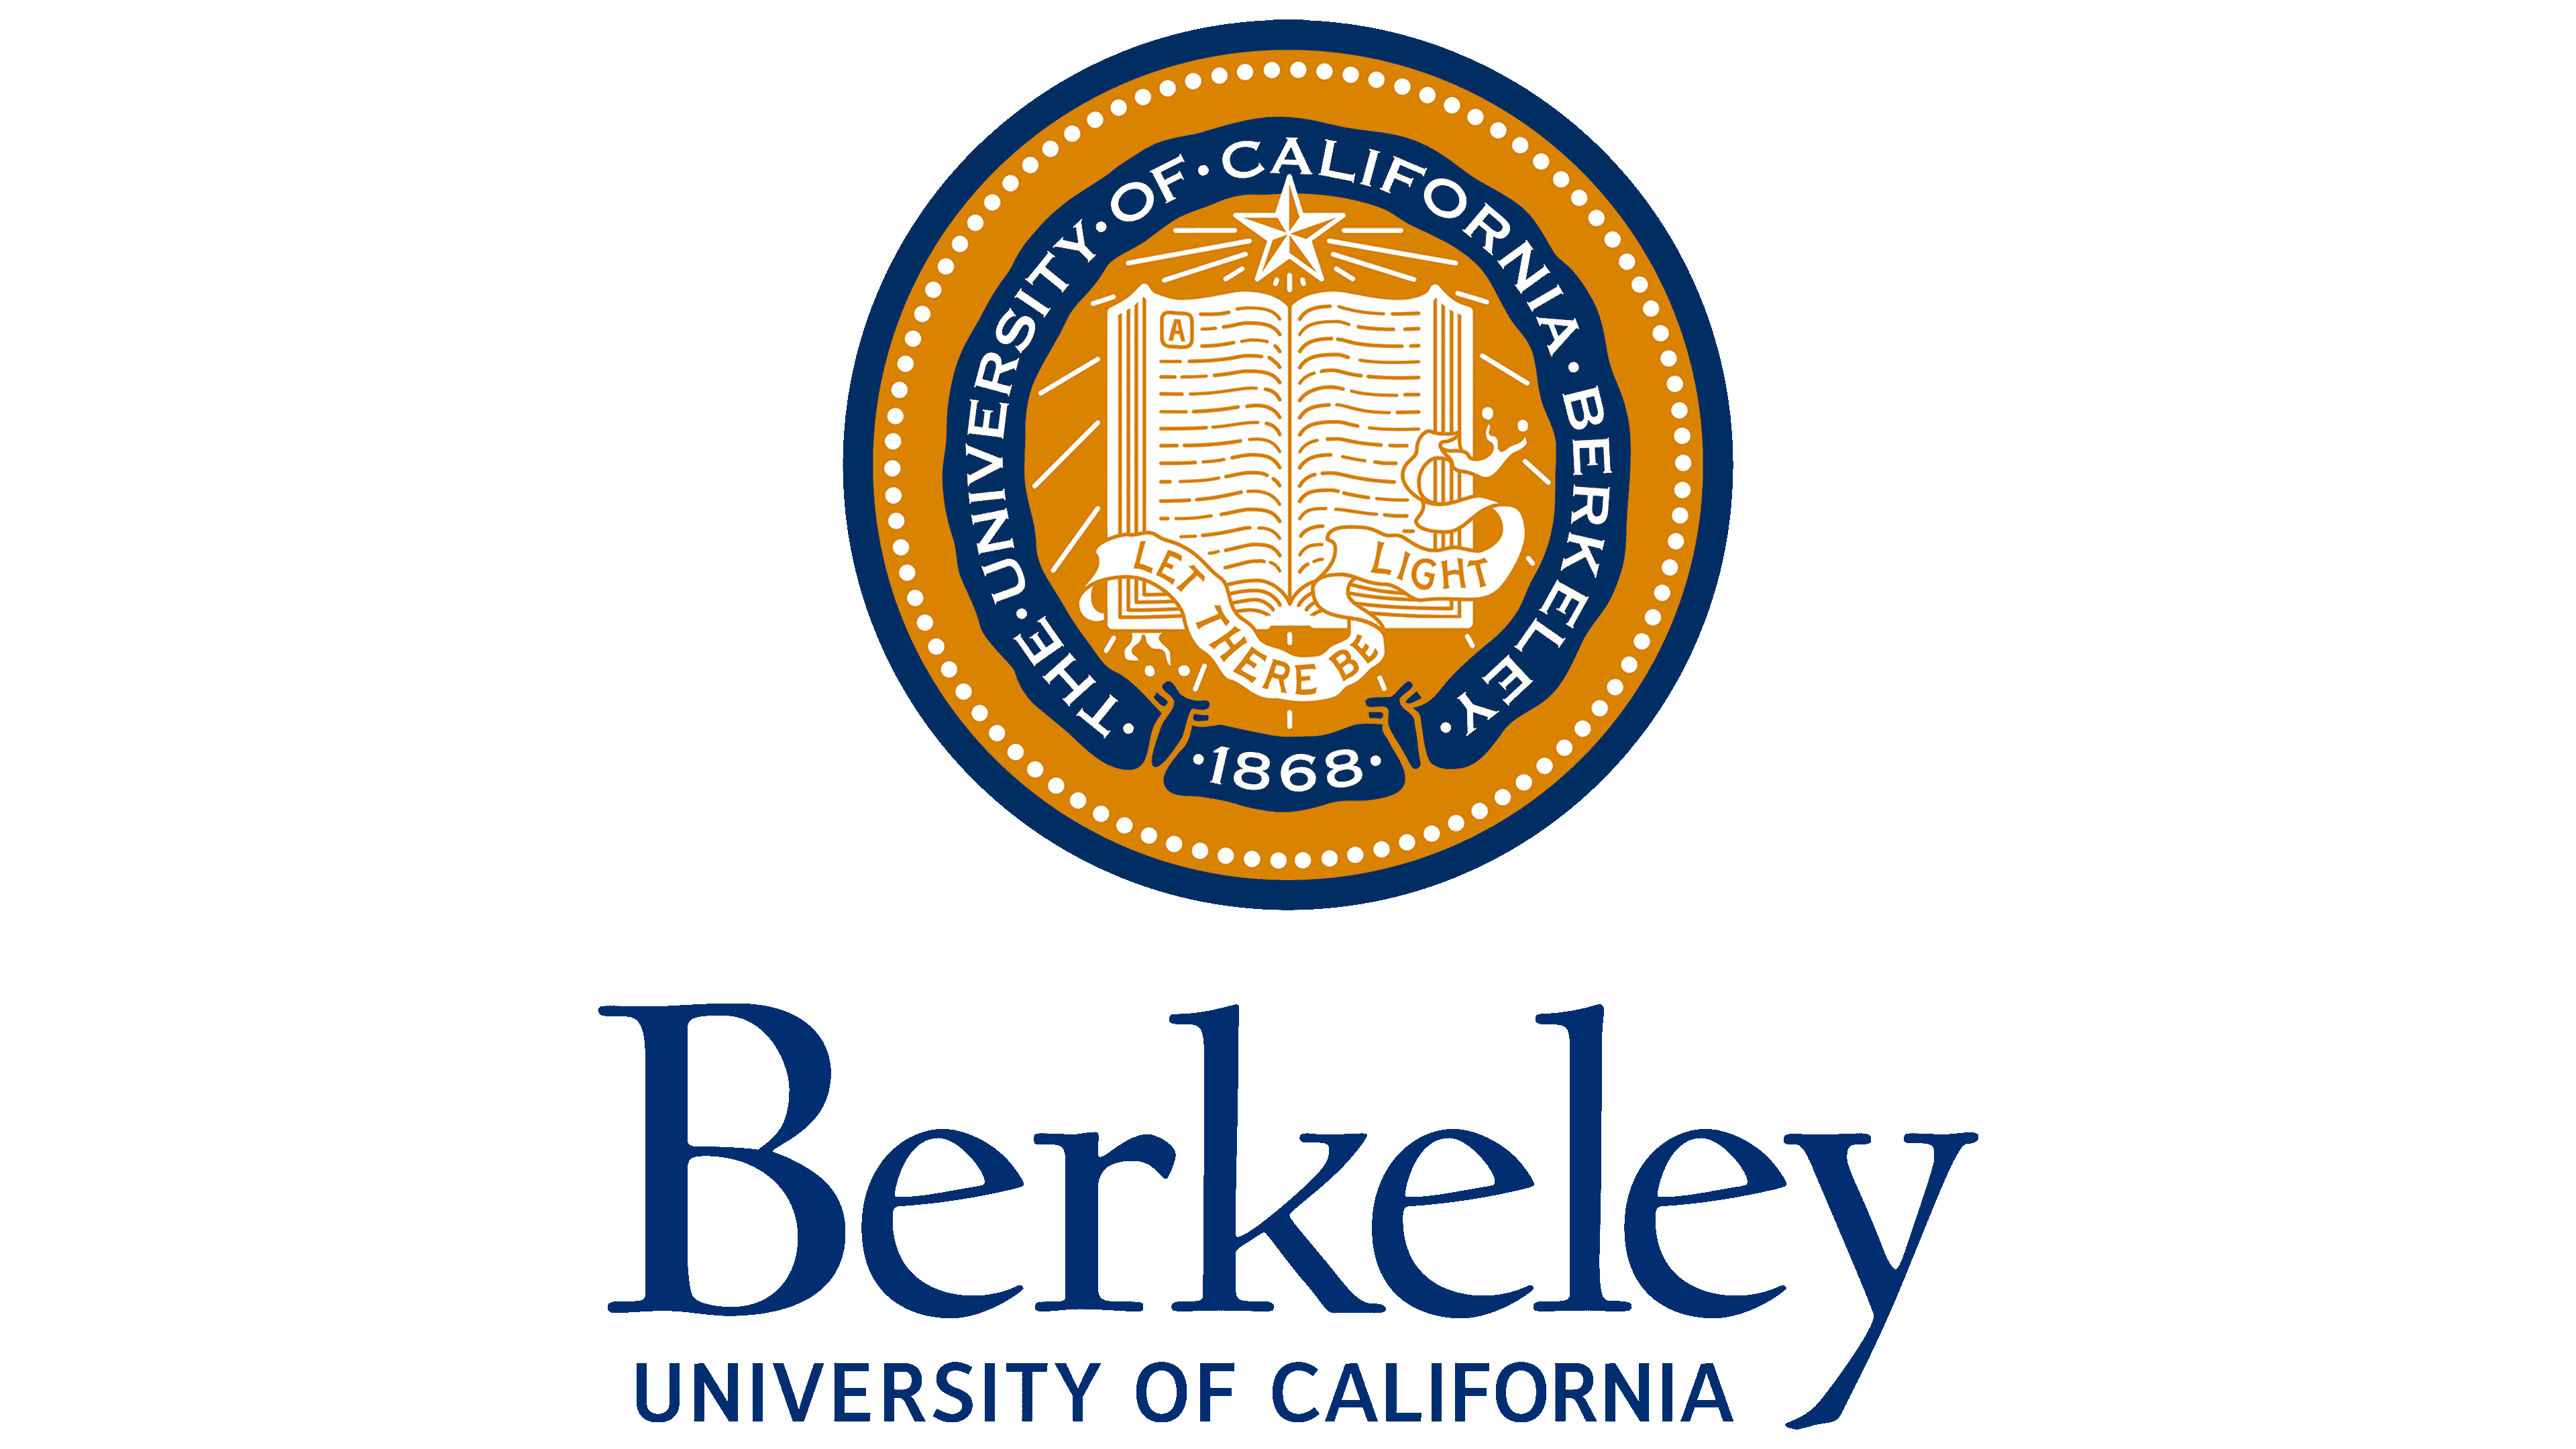 ·THE·UNIVERSITY·OF·CALIFORNIA·BERKELEY·
A
LET THERE BE LIGHT
·1868·
Berkeley
UNIVERSITY OF CALIFORNIA